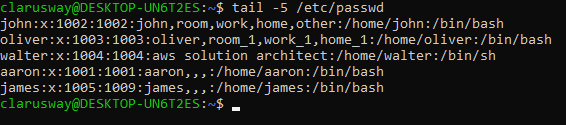 clarusway@DESKTOP-UN6T2ES:~$ tail -5 /etc/passwd
john:x:1002:1002:john,room,work,home,other:/home/john:/bin/bash
oliver:x:1003:1003:oliver,room_1,work_1,home_1:/home/oliver:/bin/bash
walter:x:1004:1004:aws solution architect:/home/walter:/bin/sh
aaron:x:1001:1001:aaron,,,:/home/aaron:/bin/bash
james:x:1005:1009:james,,,:/home/james:/bin/bash
clarusway@DESKTOP-UN6T2ES:~$